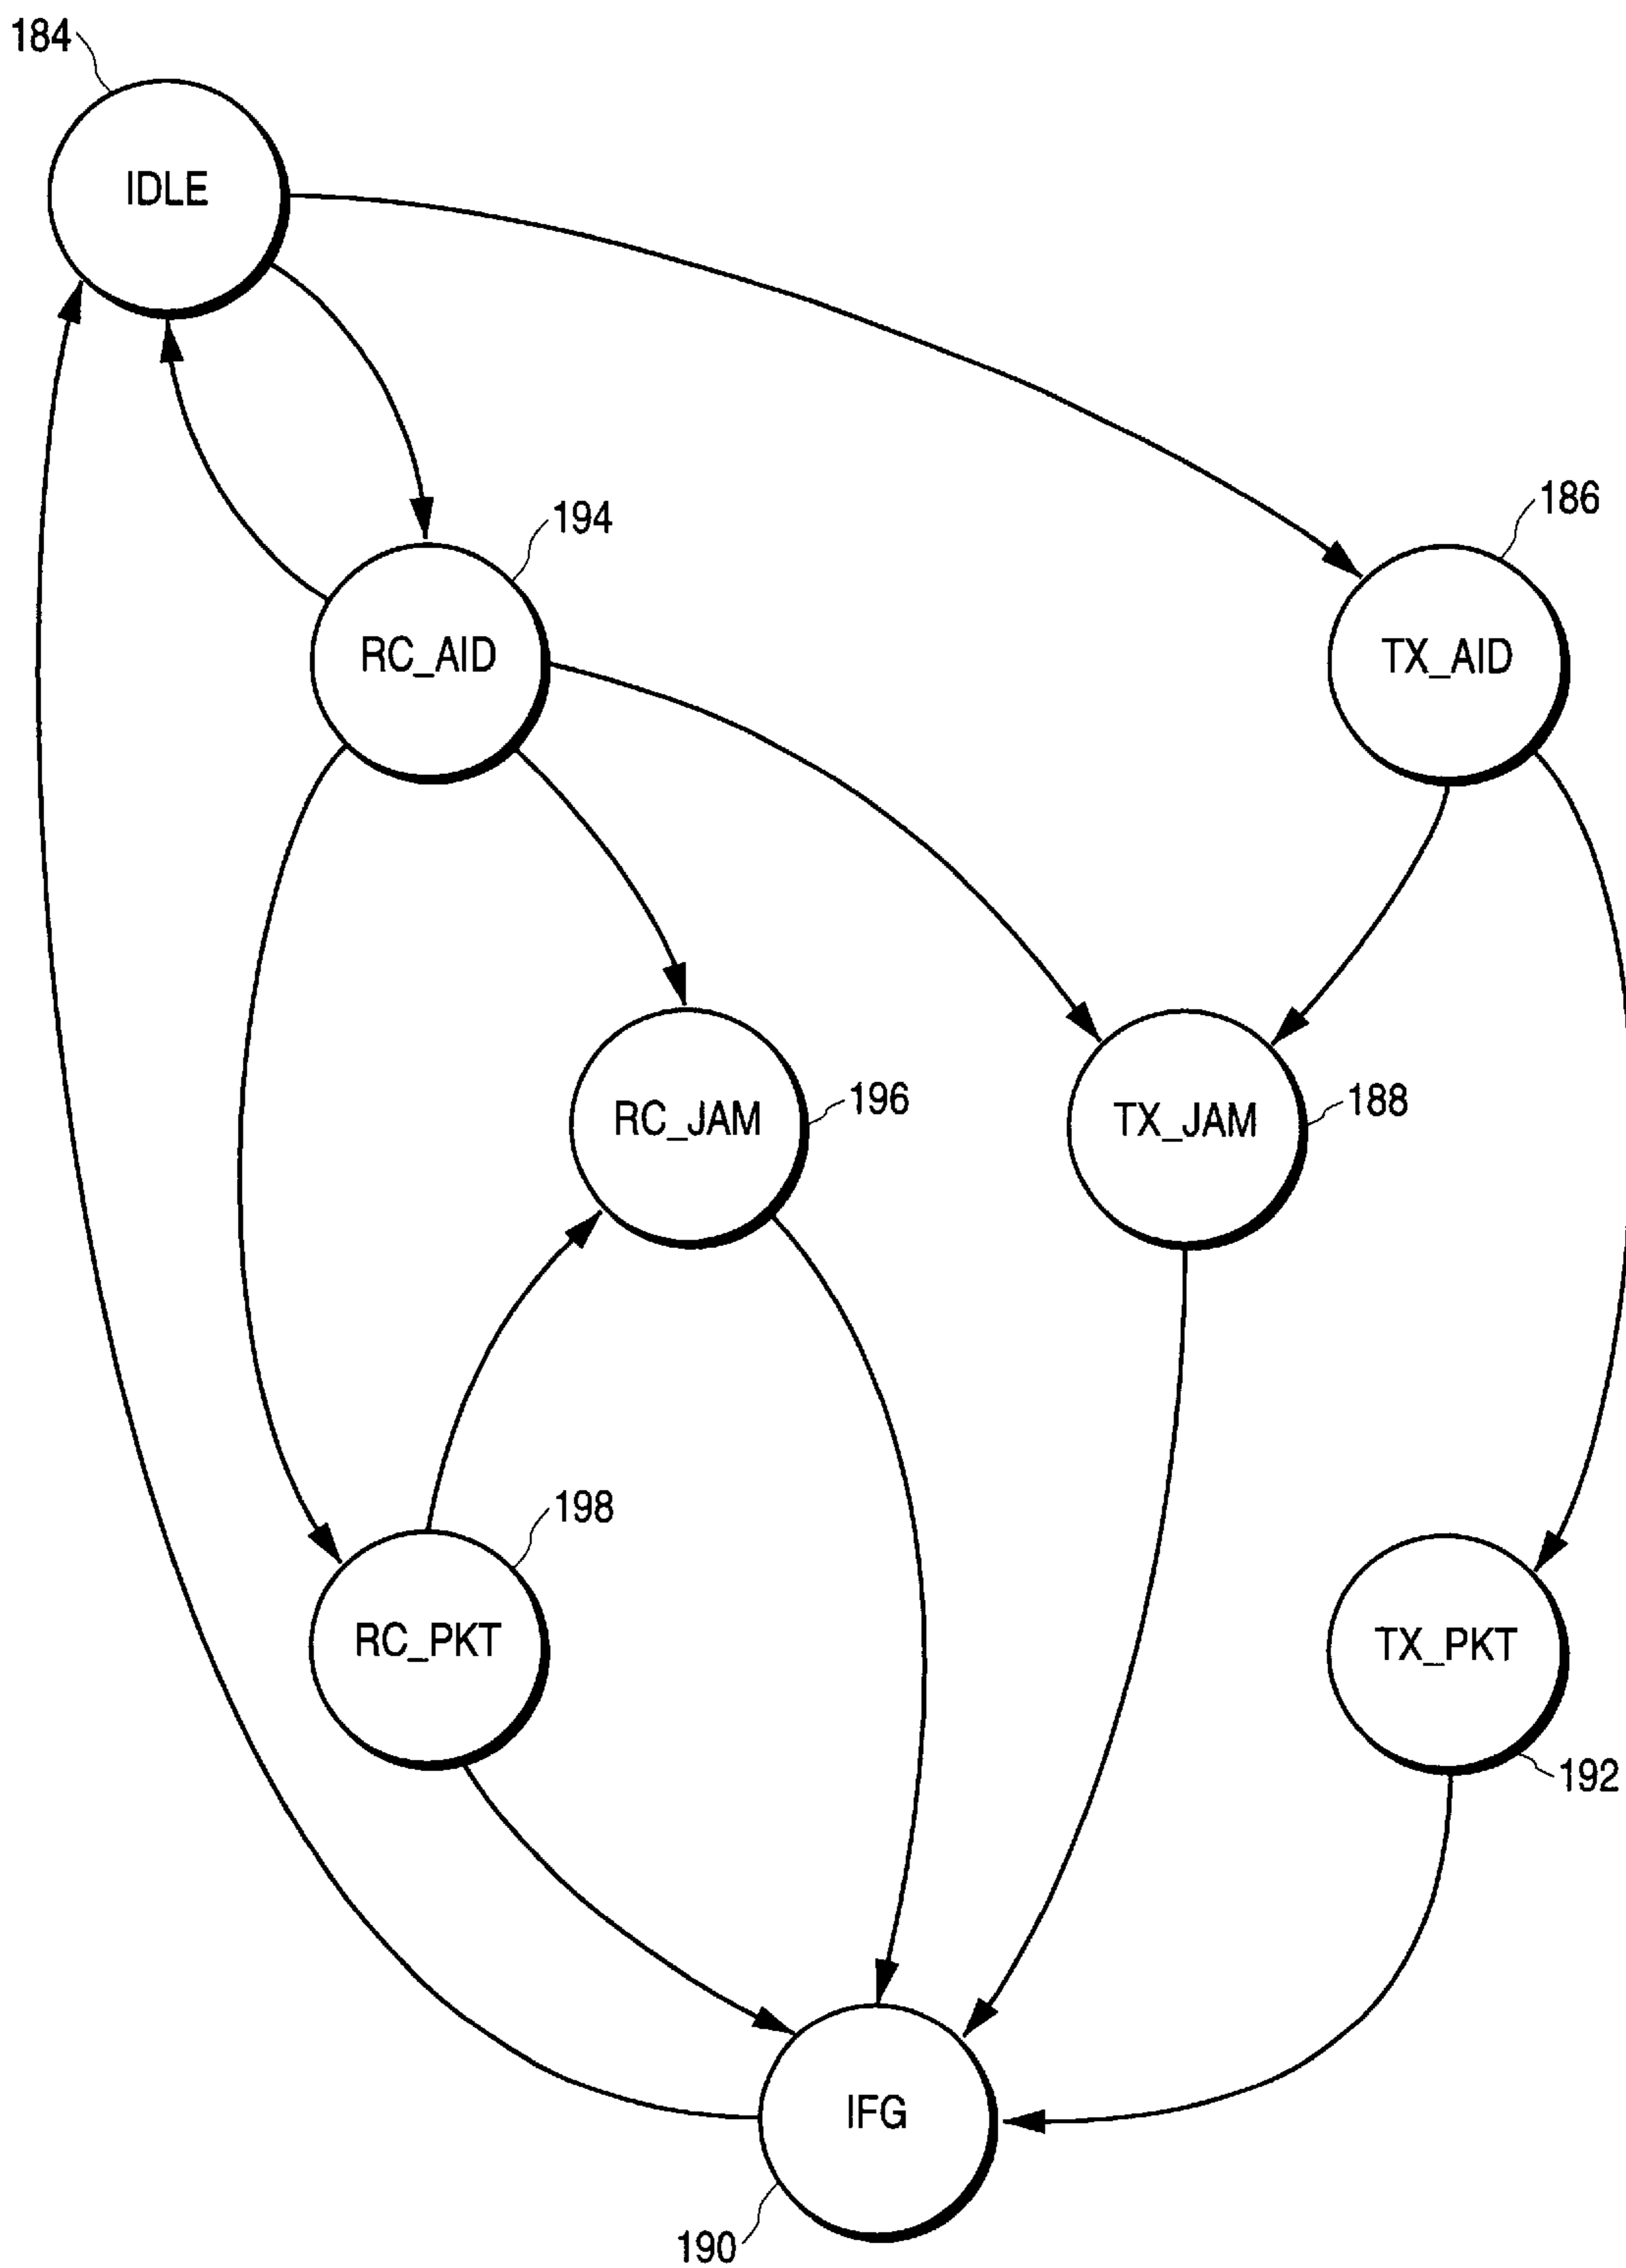 184
IDLE
194
186
RC_AID
TX_AID
RC_JAM
196
TX_JAM
188
198
RC_PKT
TX_PKT
192
IFG
190